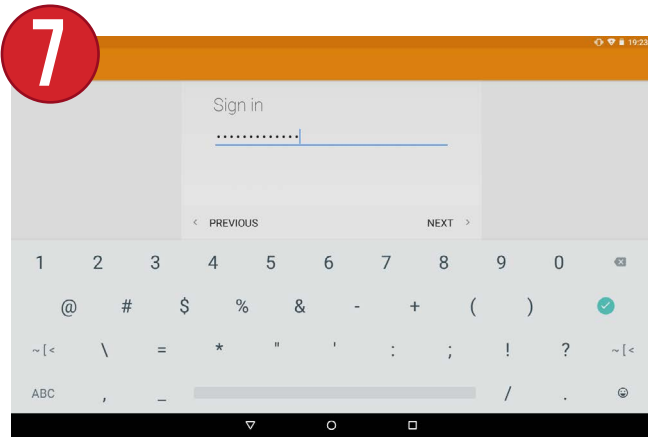 7
19:23
Sign in
•••••••••••••
< PREVIOUS NEXT >
1 2 3 4 5 6 7 8 9 0
@ # $ % & - + ( )
~ [ < \ = * " ' : ; ! ? ~ [ <
ABC , _ / .